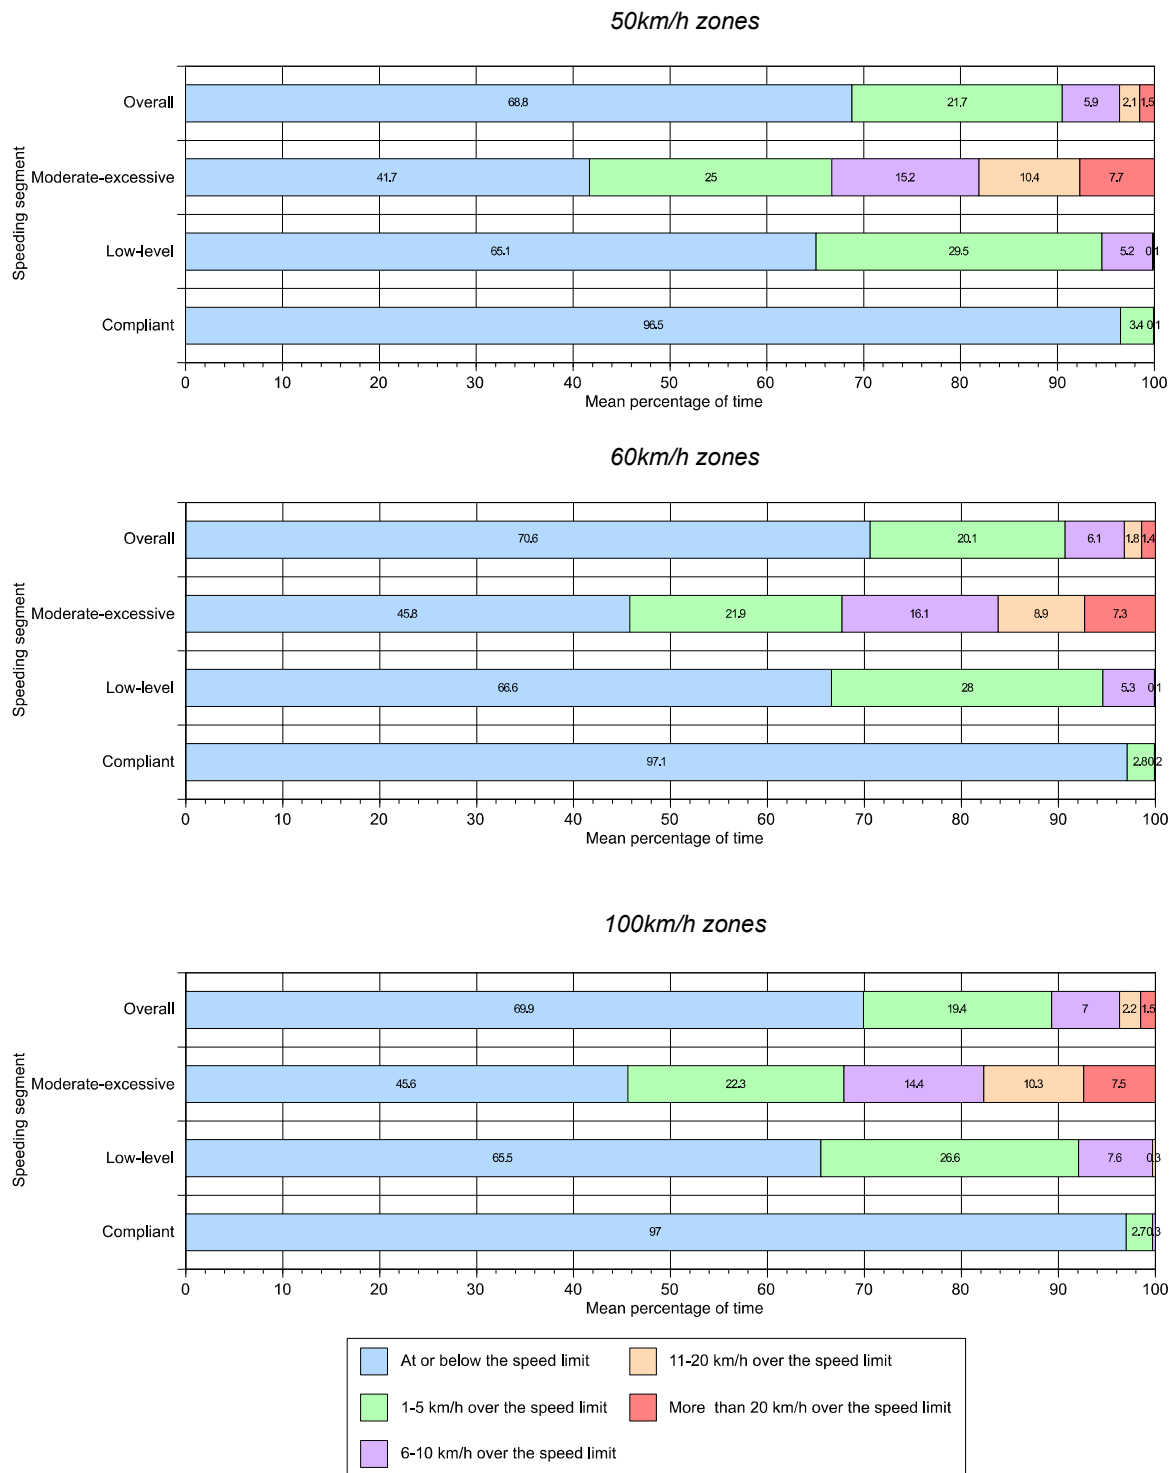 50km/h zones
Speeding segment
Overall 68.8 21.7 5.9 2.1 1.5
Moderate-excessive 41.7 25 15.2 10.4 7.7
Low-level 65.1 29.5 5.2 0.1
Compliant 96.5 3.4 0.1
0 10 20 30 40 50 60 70 80 90 100
Mean percentage of time
60km/h zones
Speeding segment
Overall 70.6 20.1 6.1 1.8 1.4
Moderate-excessive 45.8 21.9 16.1 8.9 7.3
Low-level 66.6 28 5.3 0.1
Compliant 97.1 2.8 0.2
0 10 20 30 40 50 60 70 80 90 100
Mean percentage of time
100km/h zones
Speeding segment
Overall 69.9 19.4 7 2.2 1.5
Moderate-excessive 45.6 22.3 14.4 10.3 7.5
Low-level 65.5 26.6 7.6 0.3
Compliant 97 2.7 0.3
0 10 20 30 40 50 60 70 80 90 100
Mean percentage of time
At or below the speed limit
1-5 km/h over the speed limit
6-10 km/h over the speed limit
11-20 km/h over the speed limit
More than 20 km/h over the speed limit